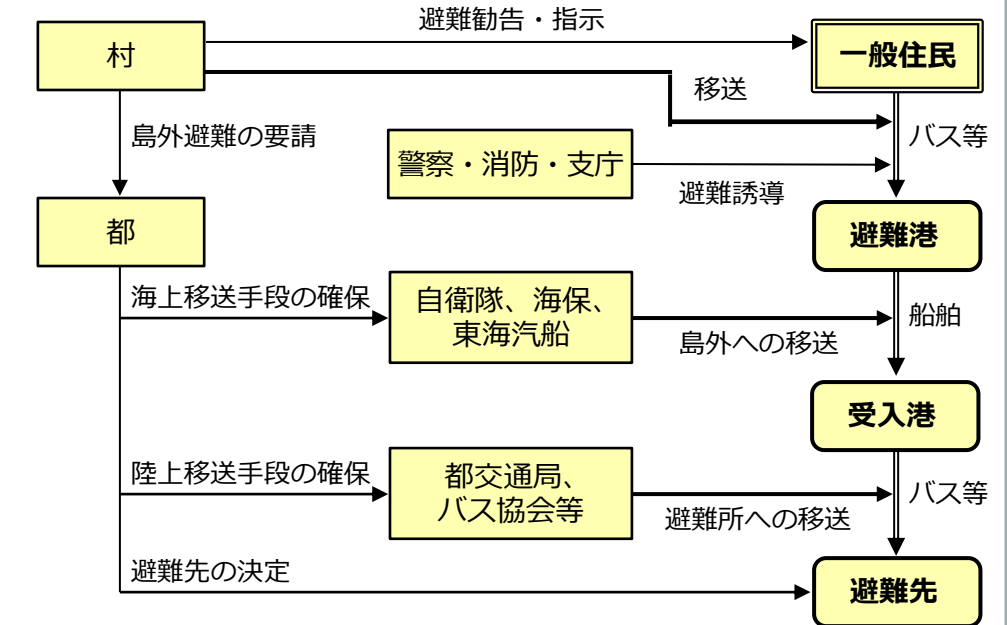 避難勧告・指示
村
一般住民
移送
島外避難の要請
バス等
警察・消防・支庁
避難誘導
都
避難港
海上移送手段の確保
自衛隊、海保、
東海汽船
船舶
島外への移送
受入港
陸上移送手段の確保
都交通局、
バス協会等
バス等
避難所への移送
避難先の決定
避難先